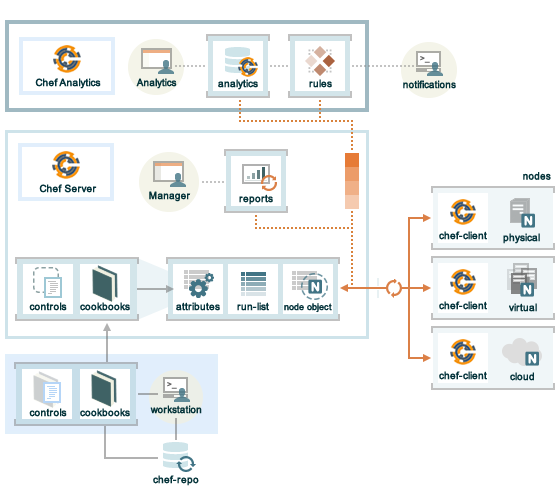 Chef Analytics
Analytics
analytics
rules
notifications
Chef Server
Manager
reports
nodes
chef-client
physical
N
controls
cookbooks
attributes
run-list
node object
N
chef-client
virtual
N
chef-client
cloud
N
controls
cookbooks
workstation
chef-repo